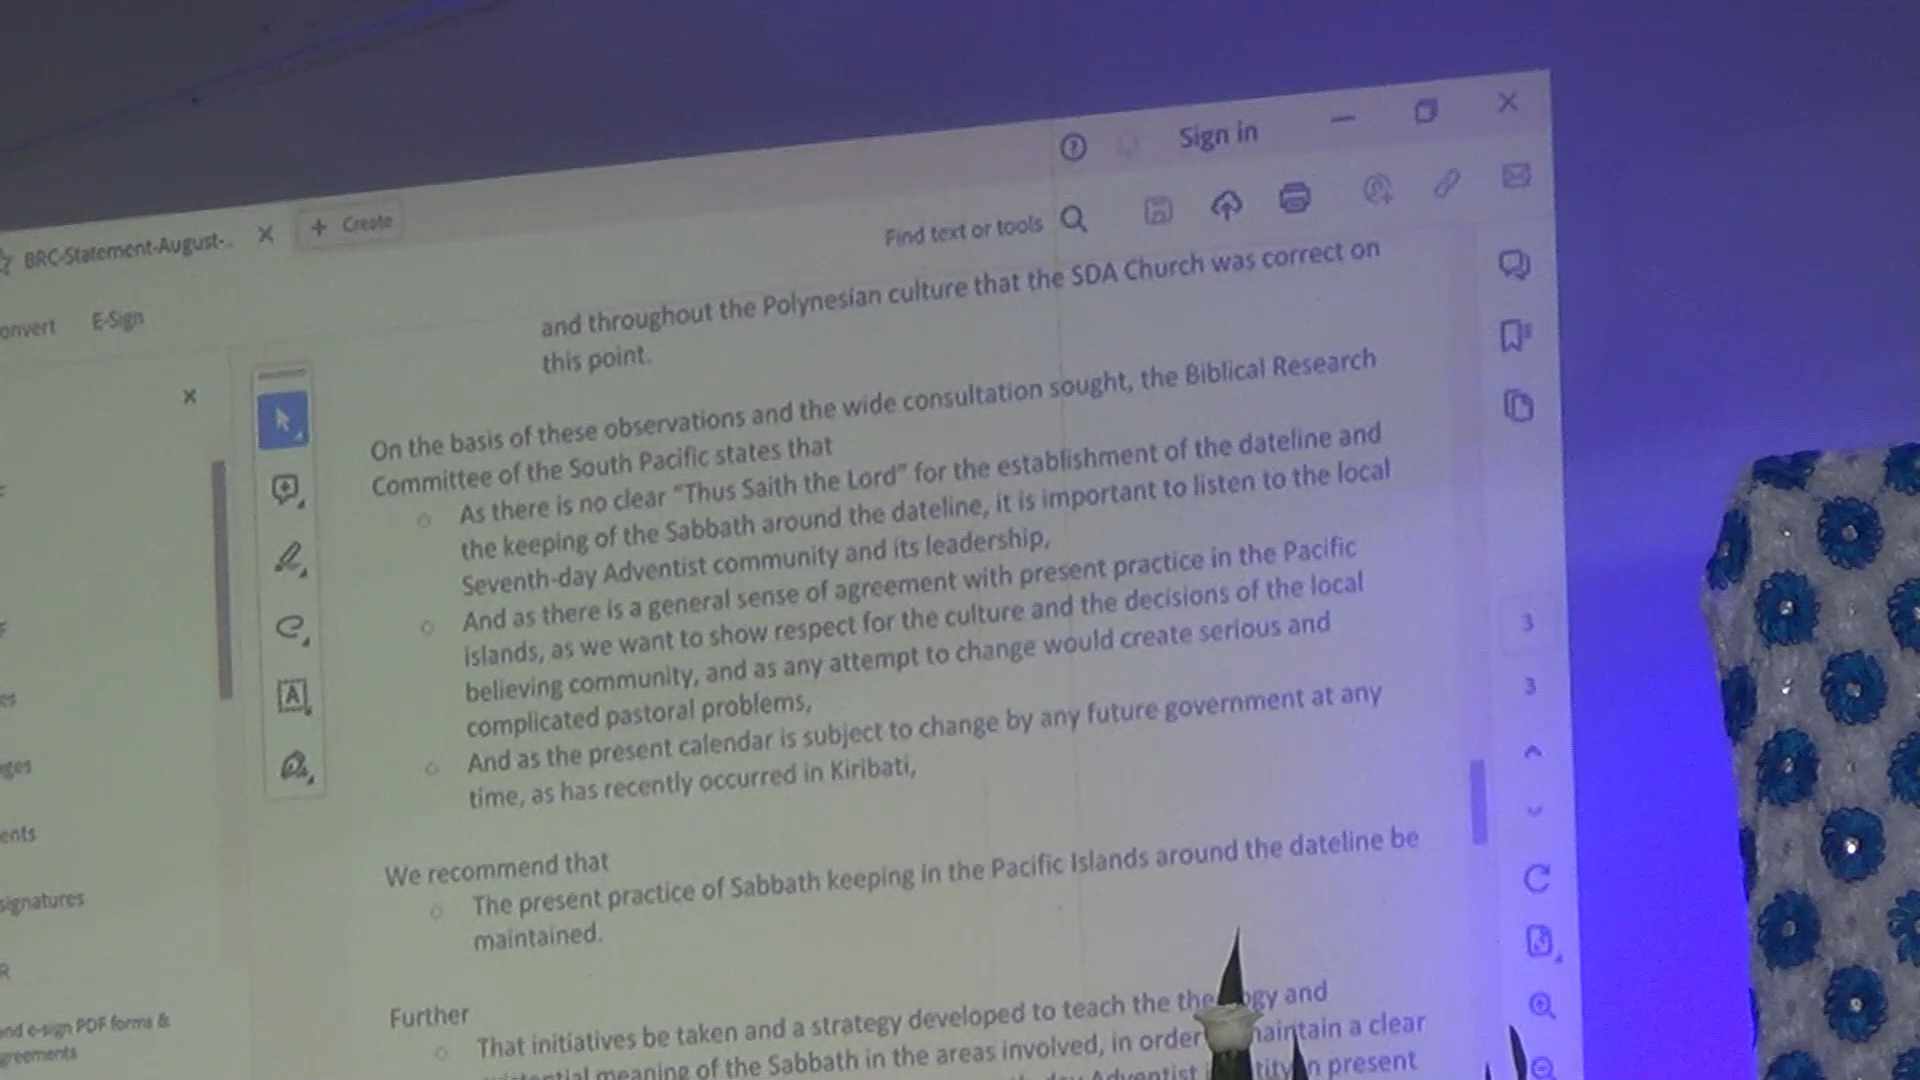 Sign in
BRC-Statement-August-...
+ Create
Find text or tools
onvert E-Sign
and throughout the Polynesian culture that the SDA Church was correct on
this point.
On the basis of these observations and the wide consultation sought, the Biblical Research
Committee of the South Pacific states that
As there is no clear "Thus Saith the Lord" for the establishment of the dateline and
the keeping of the Sabbath around the dateline, it is important to listen to the local
Seventh-day Adventist community and its leadership,
And as there is a general sense of agreement with present practice in the Pacific
islands, as we want to show respect for the culture and the decisions of the local
believing community, and as any attempt to change would create serious and
complicated pastoral problems,
And as the present calendar is subject to change by any future government at any
time, as has recently occurred in Kiribati,
We recommend that
The present practice of Sabbath keeping in the Pacific Islands around the dateline be
maintained.
Further
That initiatives be taken and a strategy developed to teach the and
meaning of the Sabbath in the areas involved, in order maintain a clear
Adventist present
3
3
es
ges
ents
signatures
R
nd e-sign PDF forms &
greements